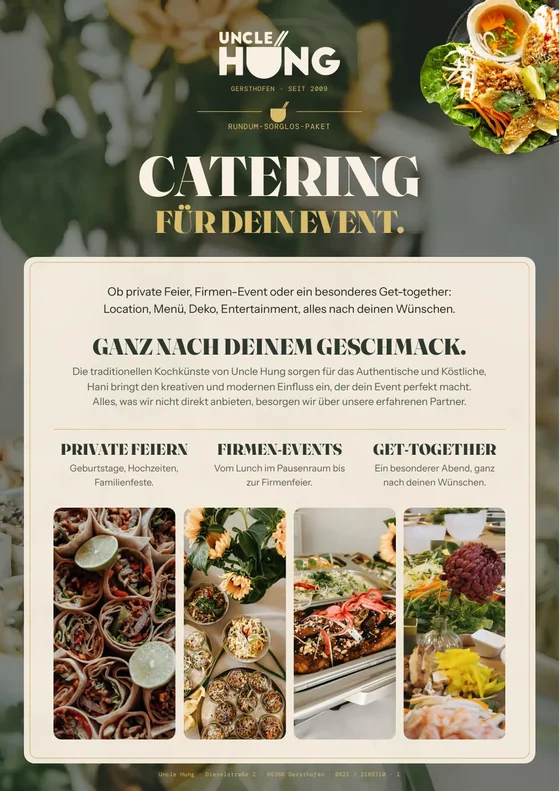 UNCLE
HUNG
GERSTHOFEN · SEIT 2009
RUNDUM-SORGLOS-PAKET
CATERING
FÜR DEIN EVENT.
Ob private Feier, Firmen-Event oder ein besonderes Get-together:
Location, Menü, Deko, Entertainment, alles nach deinen Wünschen.
GANZ NACH DEINEM GESCHMACK.
Die traditionellen Kochkünste von Uncle Hung sorgen für das Authentische und Köstliche,
Hani bringt den kreativen und modernen Einfluss ein, der dein Event perfekt macht.
Alles, was wir nicht direkt anbieten, besorgen wir über unsere erfahrenen Partner.
PRIVATE FEIERN
Geburtstage, Hochzeiten,
Familienfeste.
FIRMEN-EVENTS
Vom Lunch im Pausenraum bis
zur Firmenfeier.
GET-TOGETHER
Ein besonderer Abend, ganz
nach deinen Wünschen.
Uncle Hung · Dieselstraße 2 · 86368 Gersthofen · 0821 /